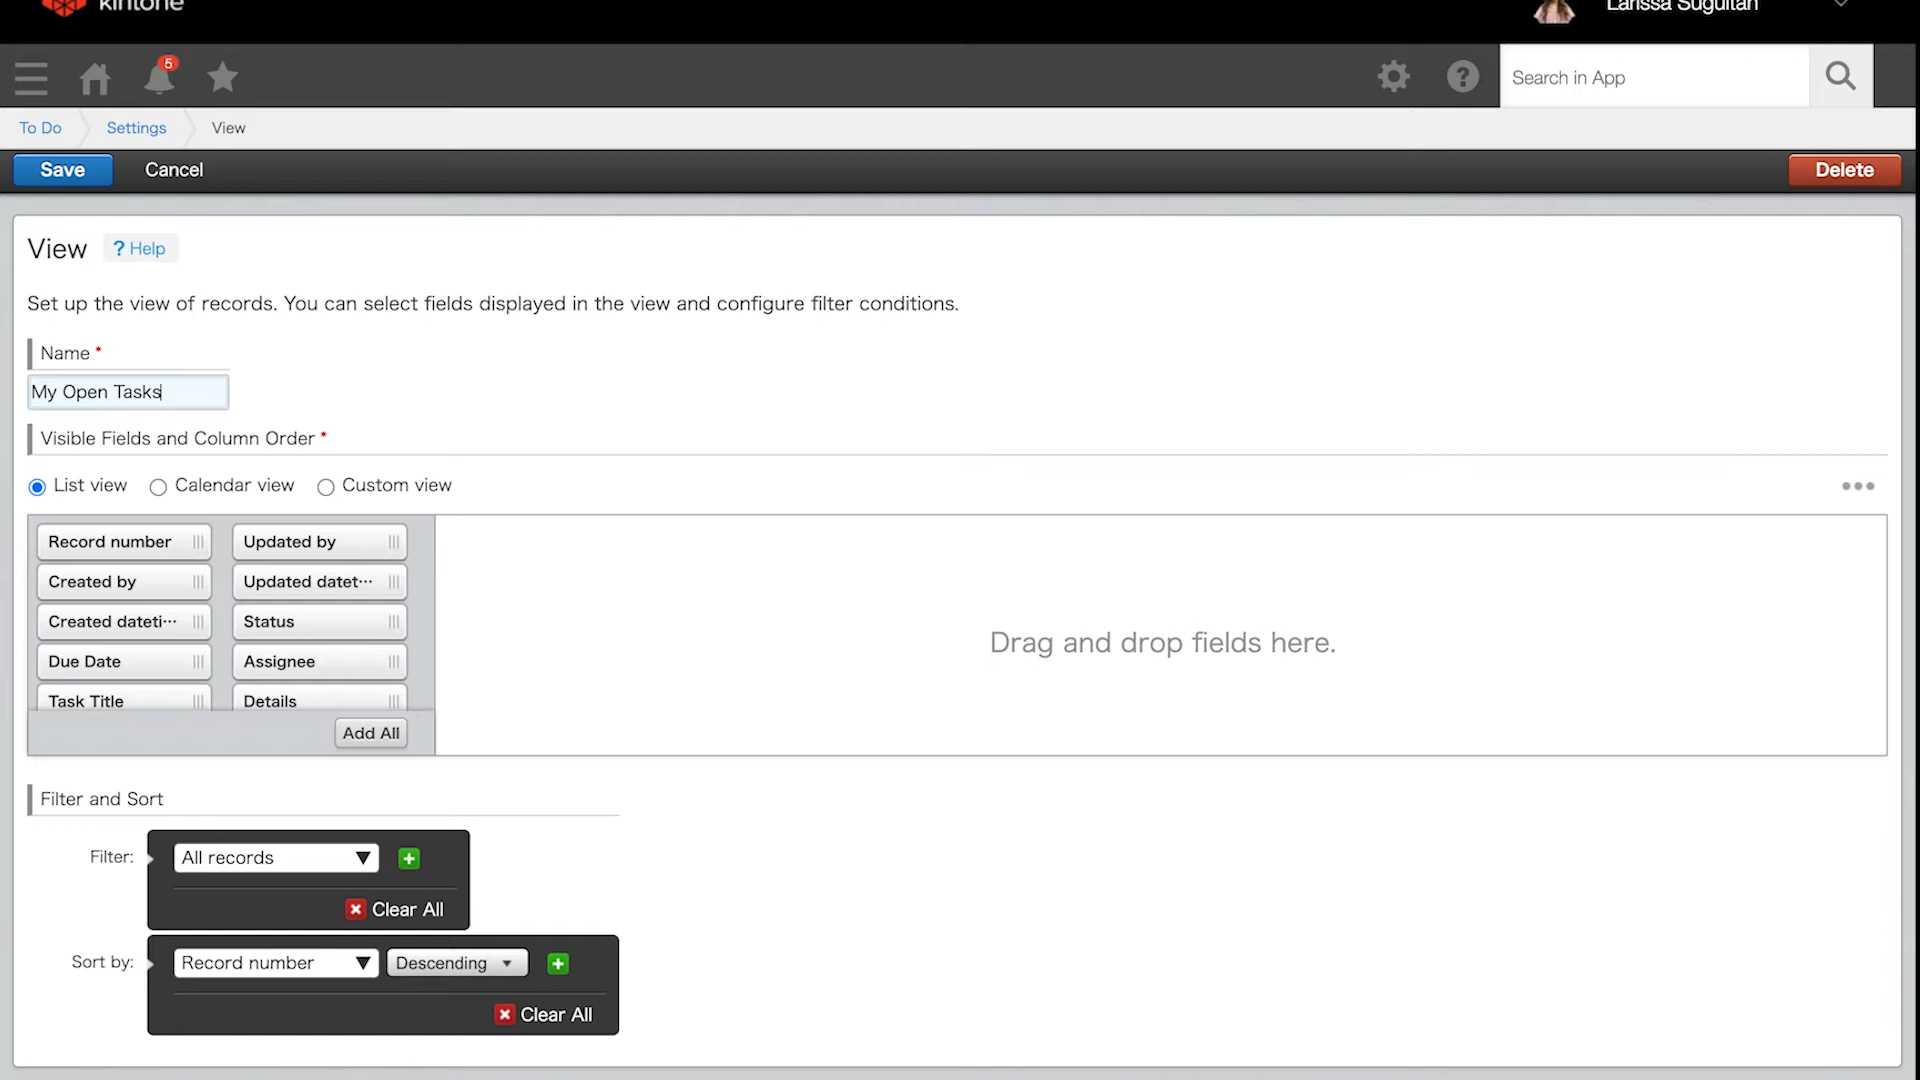 kintone
Larissa Sugultan
5
Search in App
To Do
Settings
View
Save
Cancel
Delete
View
? Help
Set up the view of records. You can select fields displayed in the view and configure filter conditions.
Name *
My Open Tasks
Visible Fields and Column Order *
List view
Calendar view
Custom view
Record number
Updated by
Created by
Updated datet···
Created dateti···
Status
Due Date
Assignee
Task Title
Details
Add All
Drag and drop fields here.
Filter and Sort
Filter:
All records
Clear All
Sort by:
Record number
Descending
Clear All